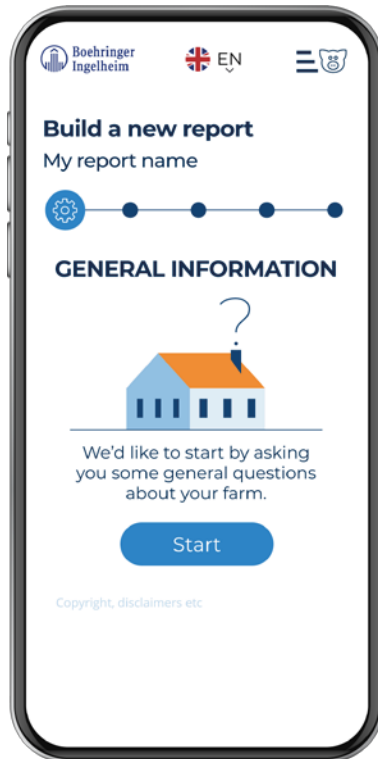 Boehringer
Ingelheim
EN
Build a new report
My report name
GENERAL INFORMATION
?
We'd like to start by asking
you some general questions
about your farm.
Start
Copyright, disclaimers etc